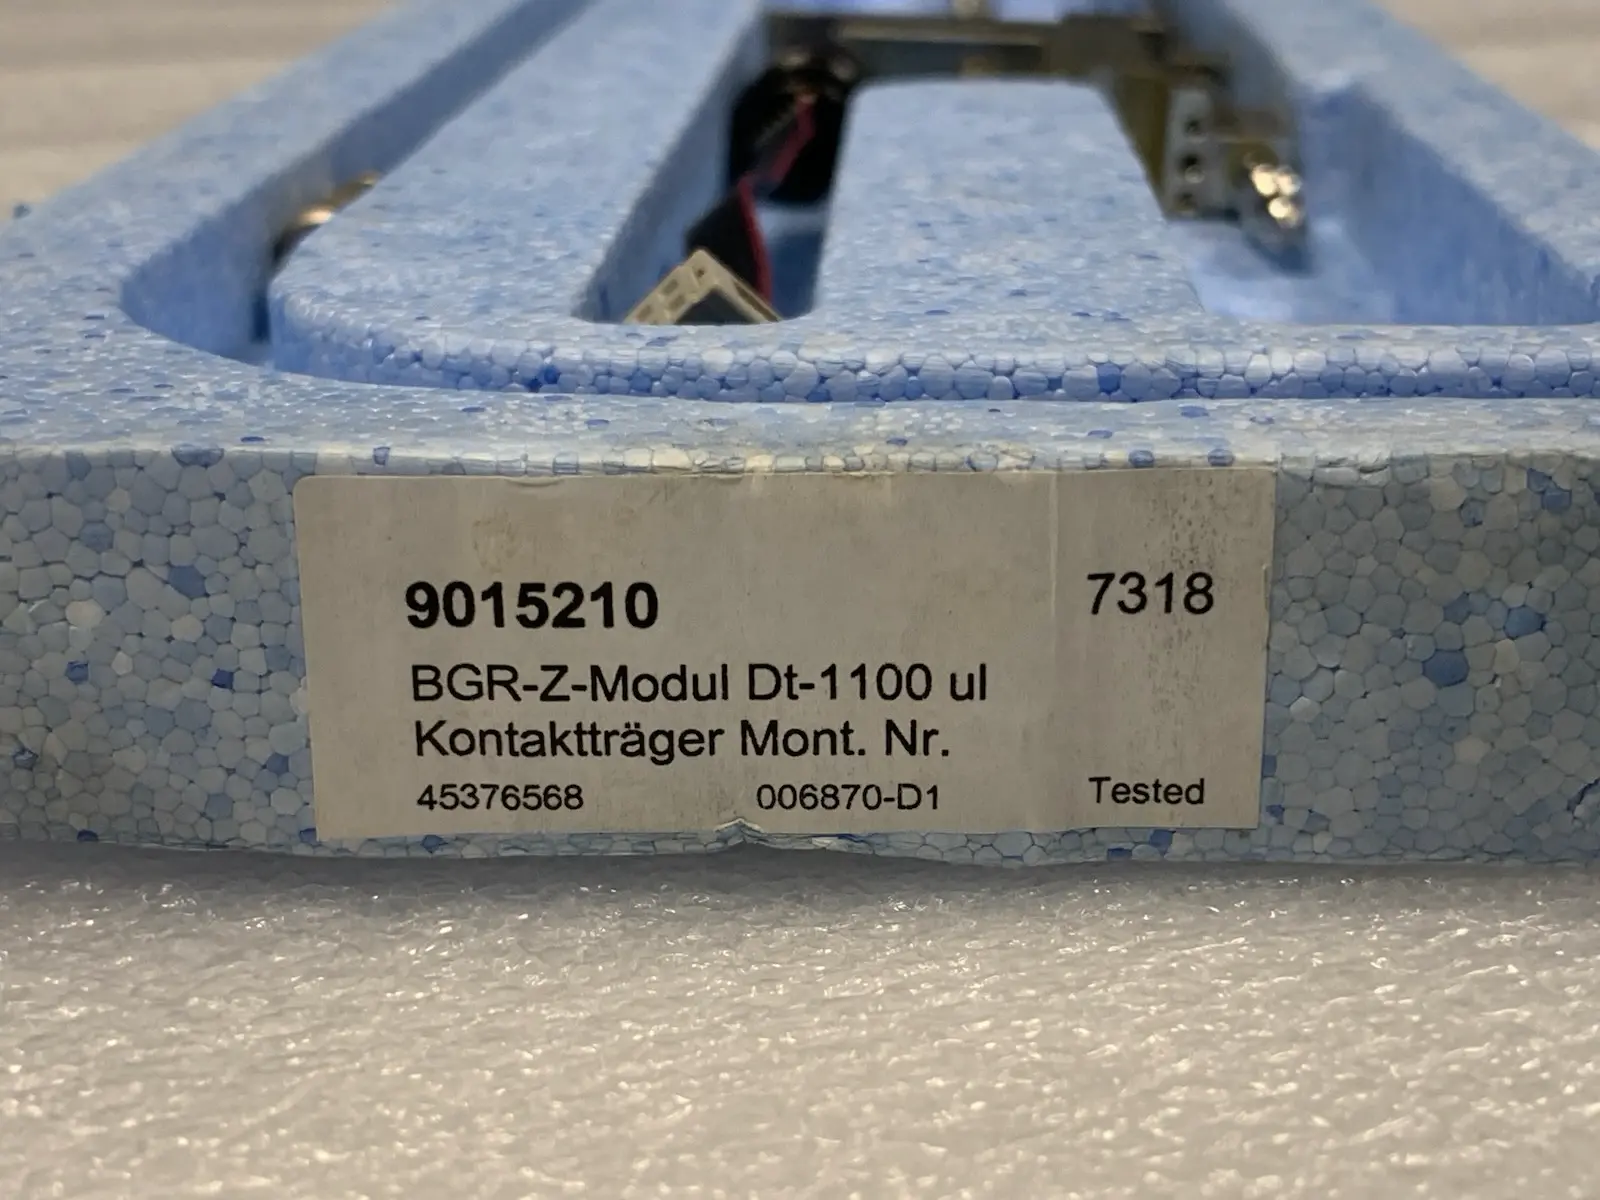 9015210 7318
BGR-Z-Modul Dt-1100 ul
Kontaktträger Mont. Nr.
45376568 006870-D1 Tested